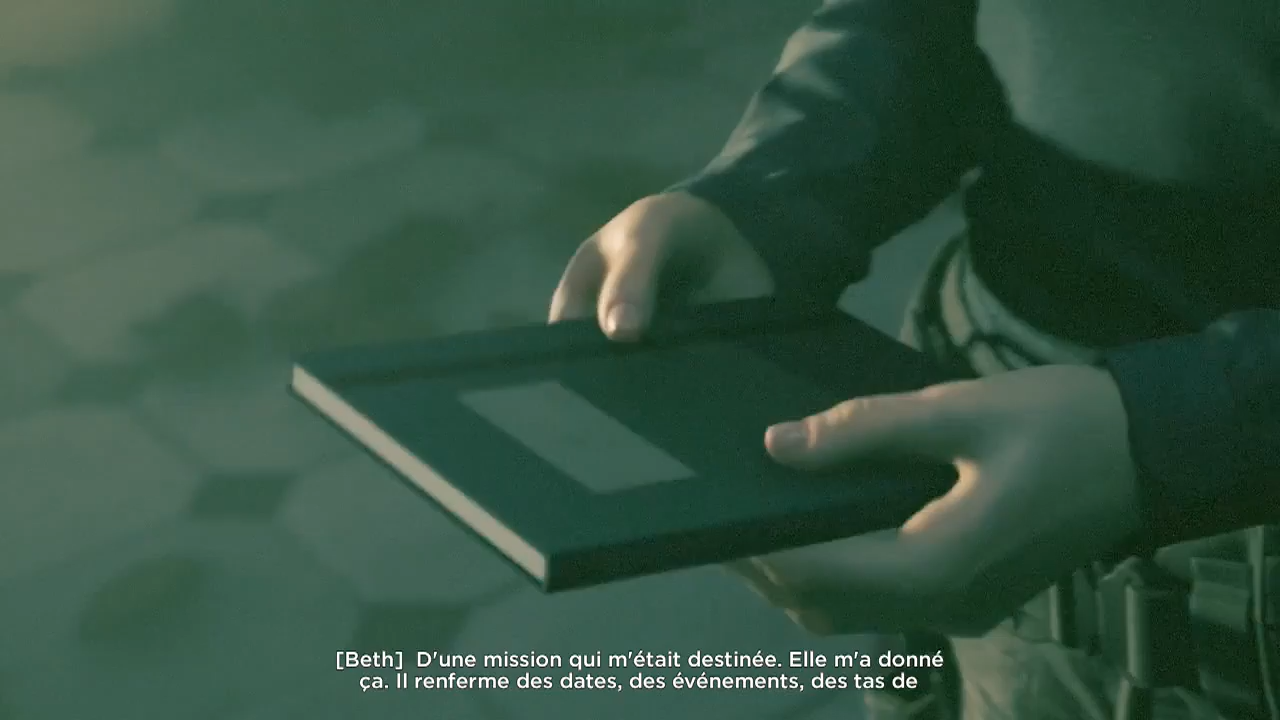 [Beth]  D'une mission qui m'était destinée. Elle m'a donné
ça. Il renferme des dates, des événements, des tas de